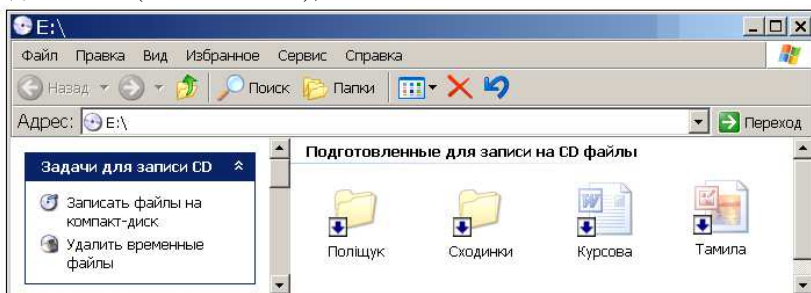 E:\
Файл Правка Вид Избранное Сервис Справка
Назад Поиск Папки
Адрес: E:\ Переход
Задачи для записи CD
Записать файлы на
компакт-диск
Удалить временные
файлы
Подготовленные для записи на CD файлы
Поліщук Сходинки Курсова Тамила